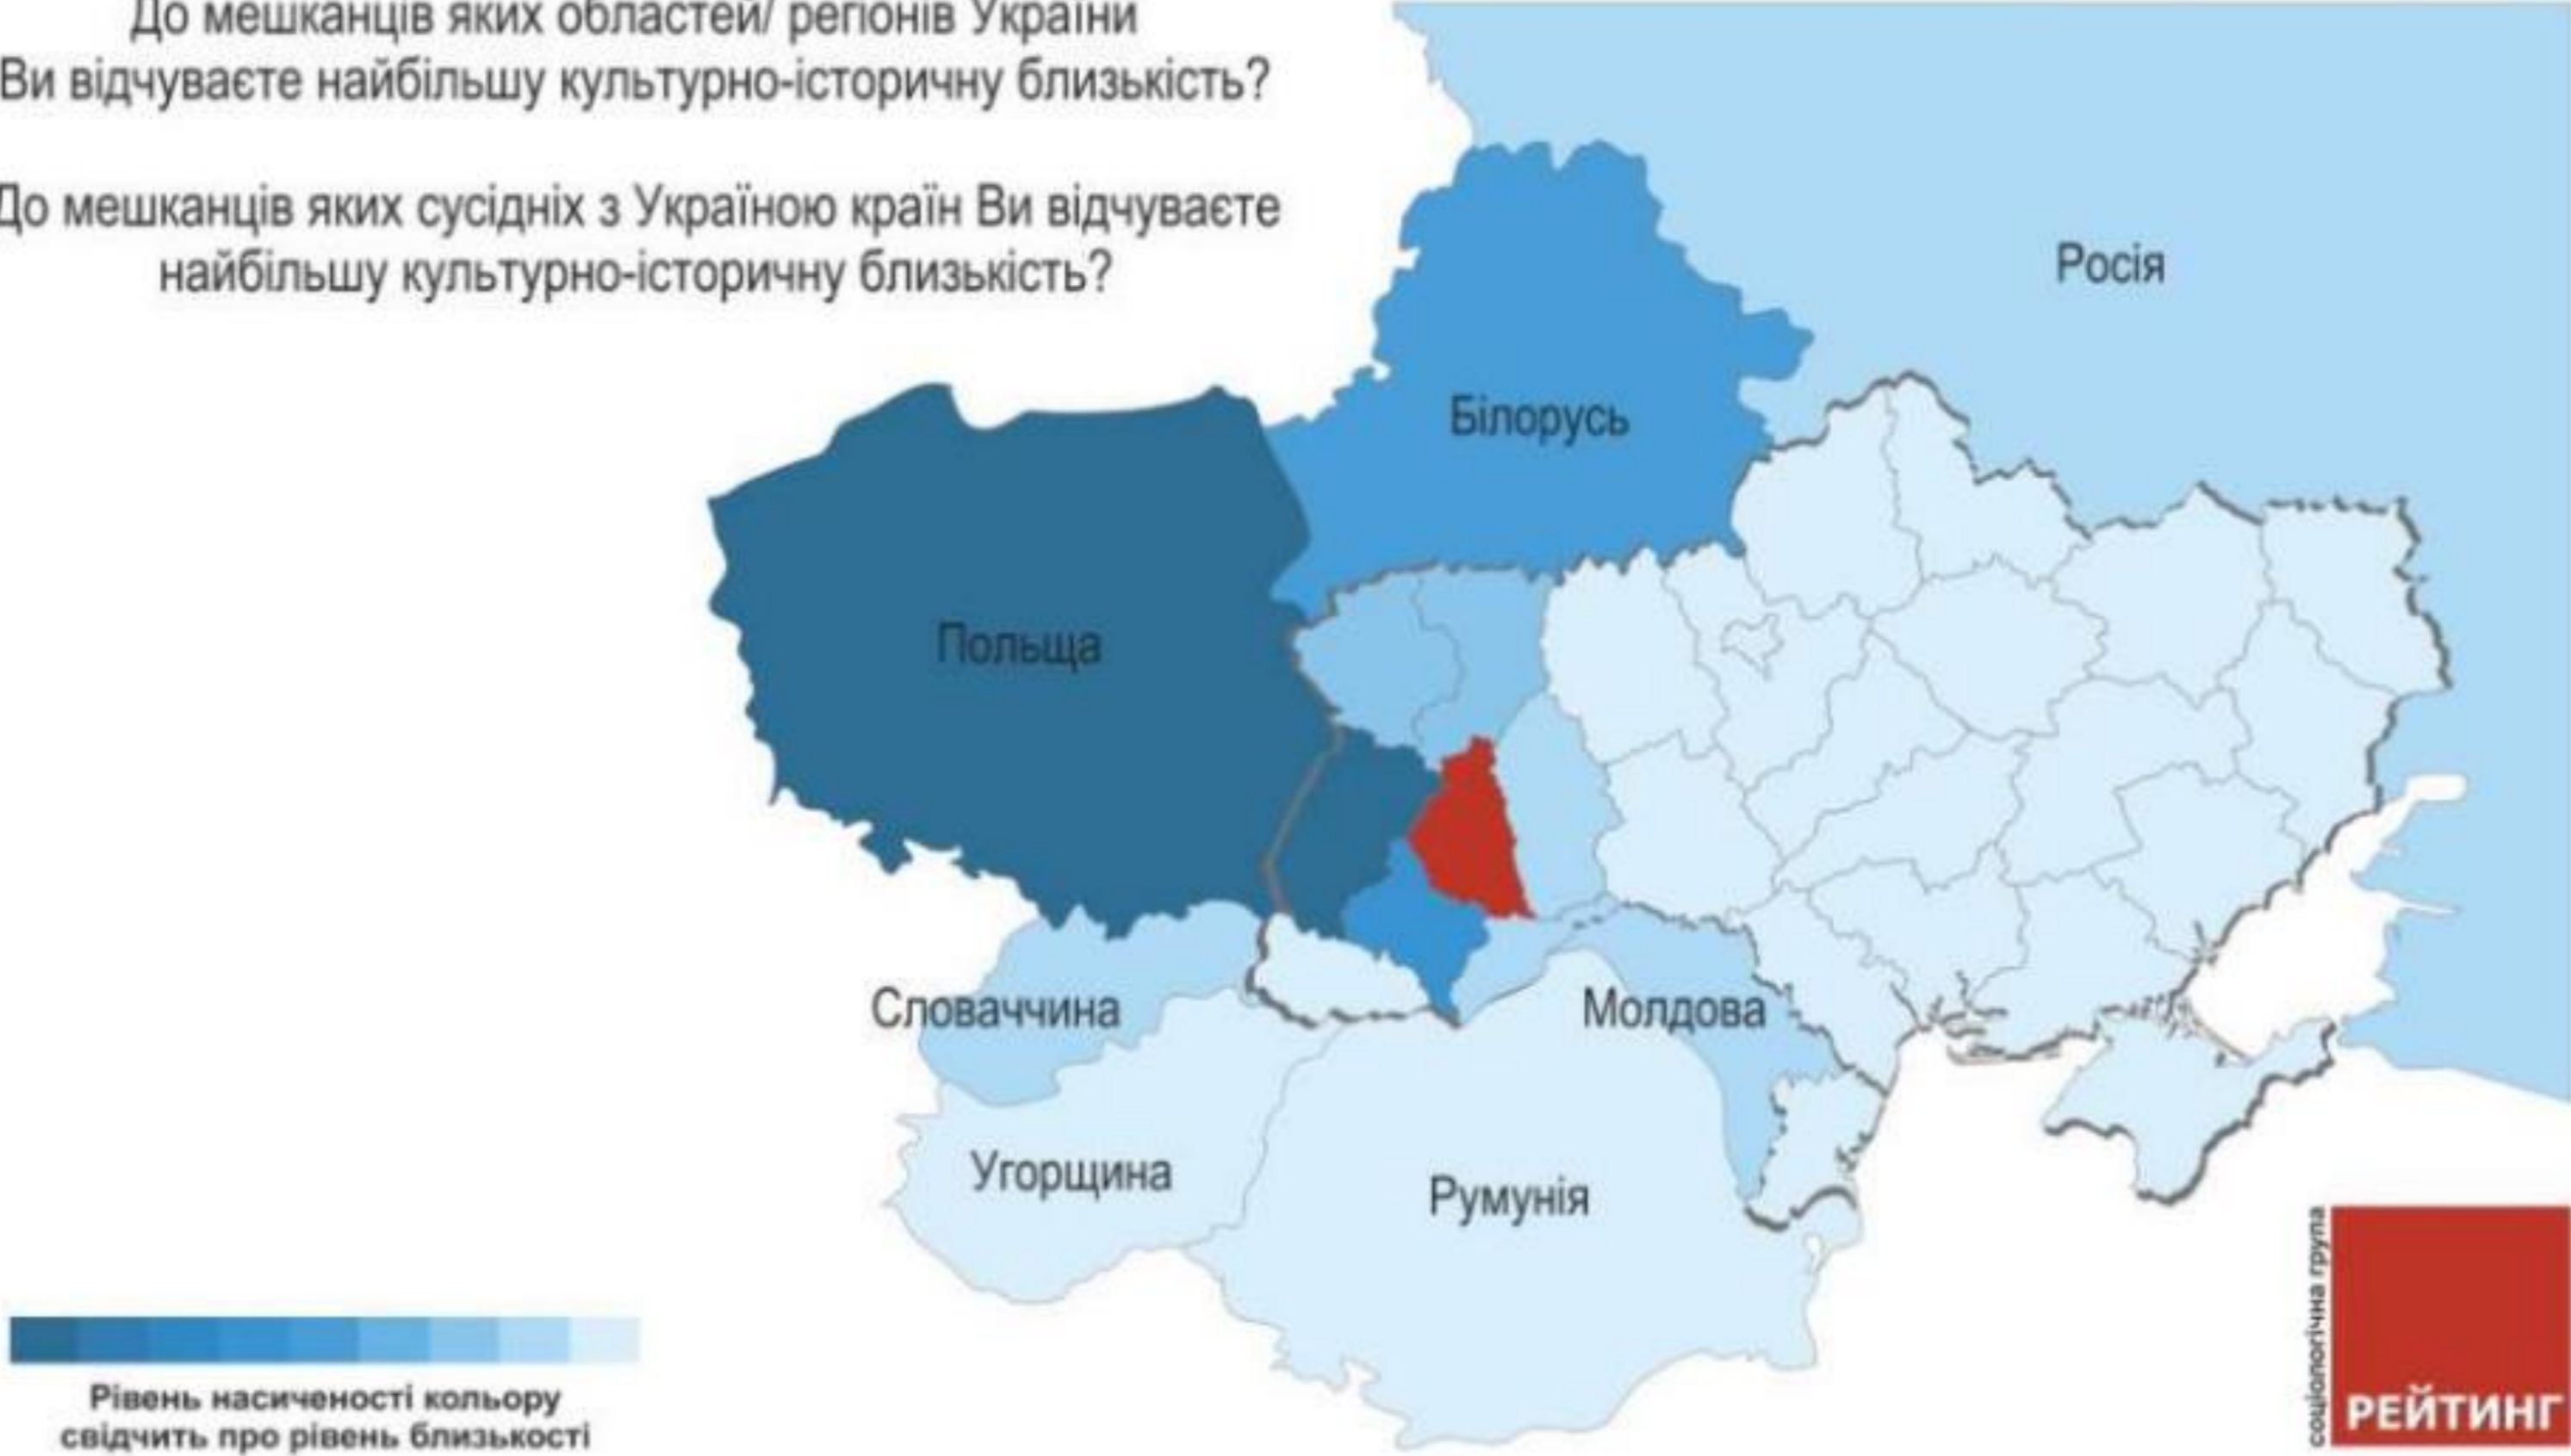 До мешканців яких областей/ регіонів України
Ви відчуваєте найбільшу культурно-історичну близькість?
До мешканців яких сусідніх з Україною країн Ви відчуваєте
найбільшу культурно-історичну близькість?
Росія
Білорусь
Польща
Словаччина
Молдова
Угорщина
Румунія
Рівень насиченості кольору
свідчить про рівень близькості
соціологічна група
РЕЙТИНГ